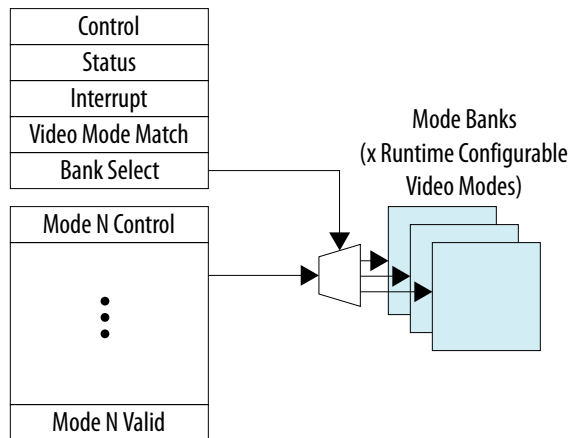 Control
Status
Interrupt
Video Mode Match
Bank Select
Mode N Control
Mode N Valid
Mode Banks
(x Runtime Configurable
Video Modes)